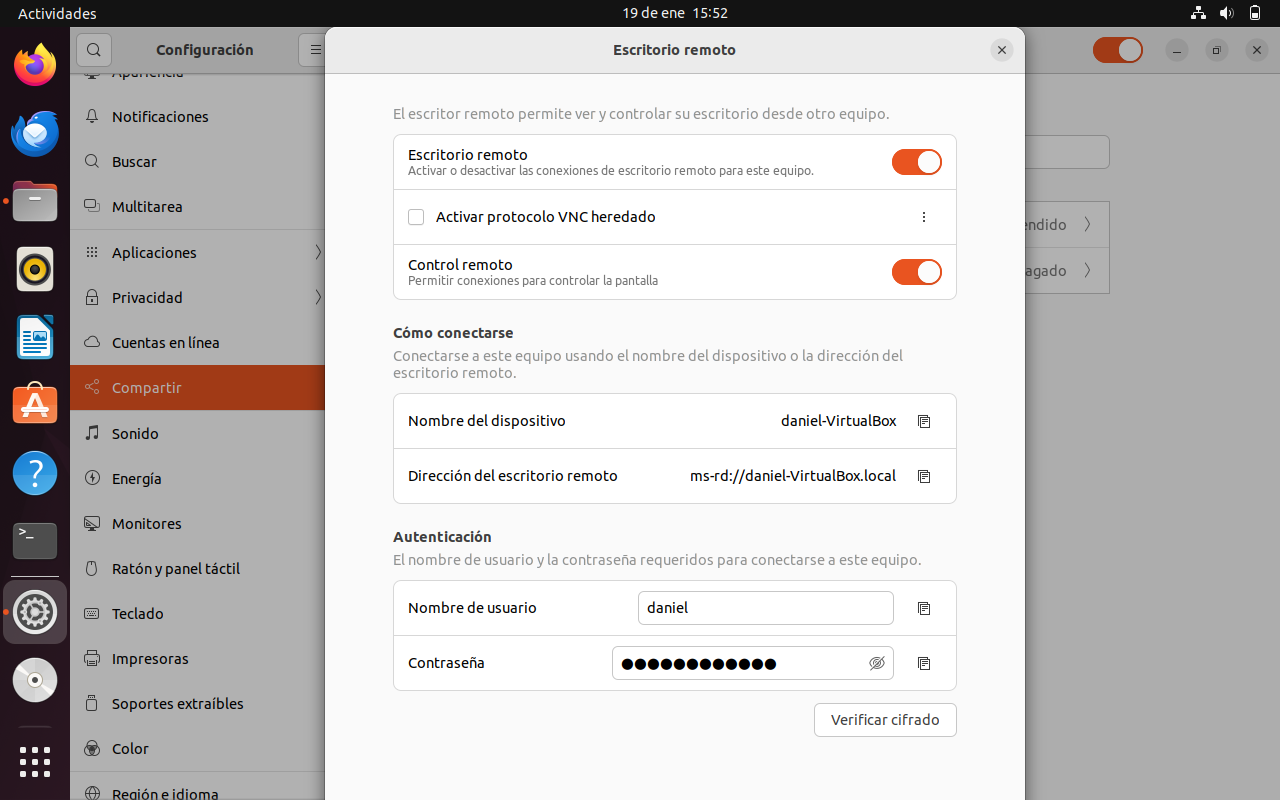 Actividades
19 de ene 15:52
Configuración
Escritorio remoto
Apariencia
Notificaciones
Buscar
Multitarea
Aplicaciones
Privacidad
Cuentas en línea
Compartir
Sonido
Energía
Monitores
Ratón y panel táctil
Teclado
Impresoras
Soportes extraíbles
Color
Región e idioma
El escritor remoto permite ver y controlar su escritorio desde otro equipo.
Escritorio remoto
Activar o desactivar las conexiones de escritorio remoto para este equipo.
Activar protocolo VNC heredado
Control remoto
Permitir conexiones para controlar la pantalla
Cómo conectarse
Conectarse a este equipo usando el nombre del dispositivo o la dirección del
escritorio remoto.
Nombre del dispositivo daniel-VirtualBox
Dirección del escritorio remoto ms-rd://daniel-VirtualBox.local
Autenticación
El nombre de usuario y la contraseña requeridos para conectarse a este equipo.
Nombre de usuario daniel
Contraseña ●●●●●●●●●●●●
Verificar cifrado
endido
agado